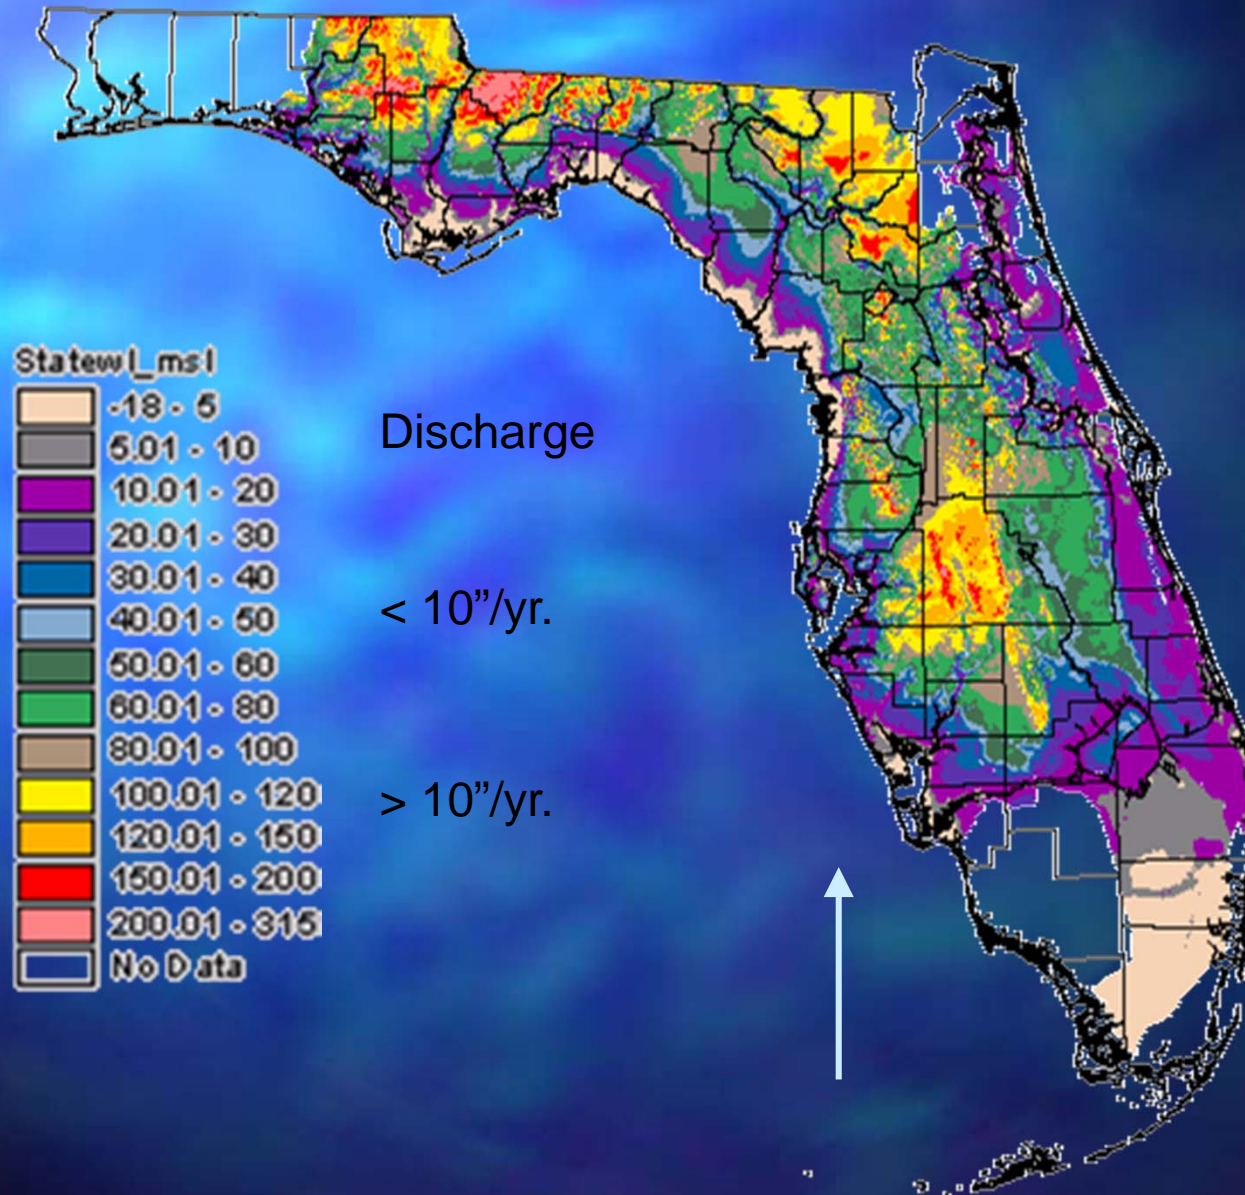 Statewl_msl
-18 - 5
5.01 - 10
10.01 - 20
20.01 - 30
30.01 - 40
40.01 - 50
50.01 - 60
60.01 - 80
80.01 - 100
100.01 - 120
120.01 - 150
150.01 - 200
200.01 - 315
No Data
Discharge
< 10”/yr.
> 10”/yr.